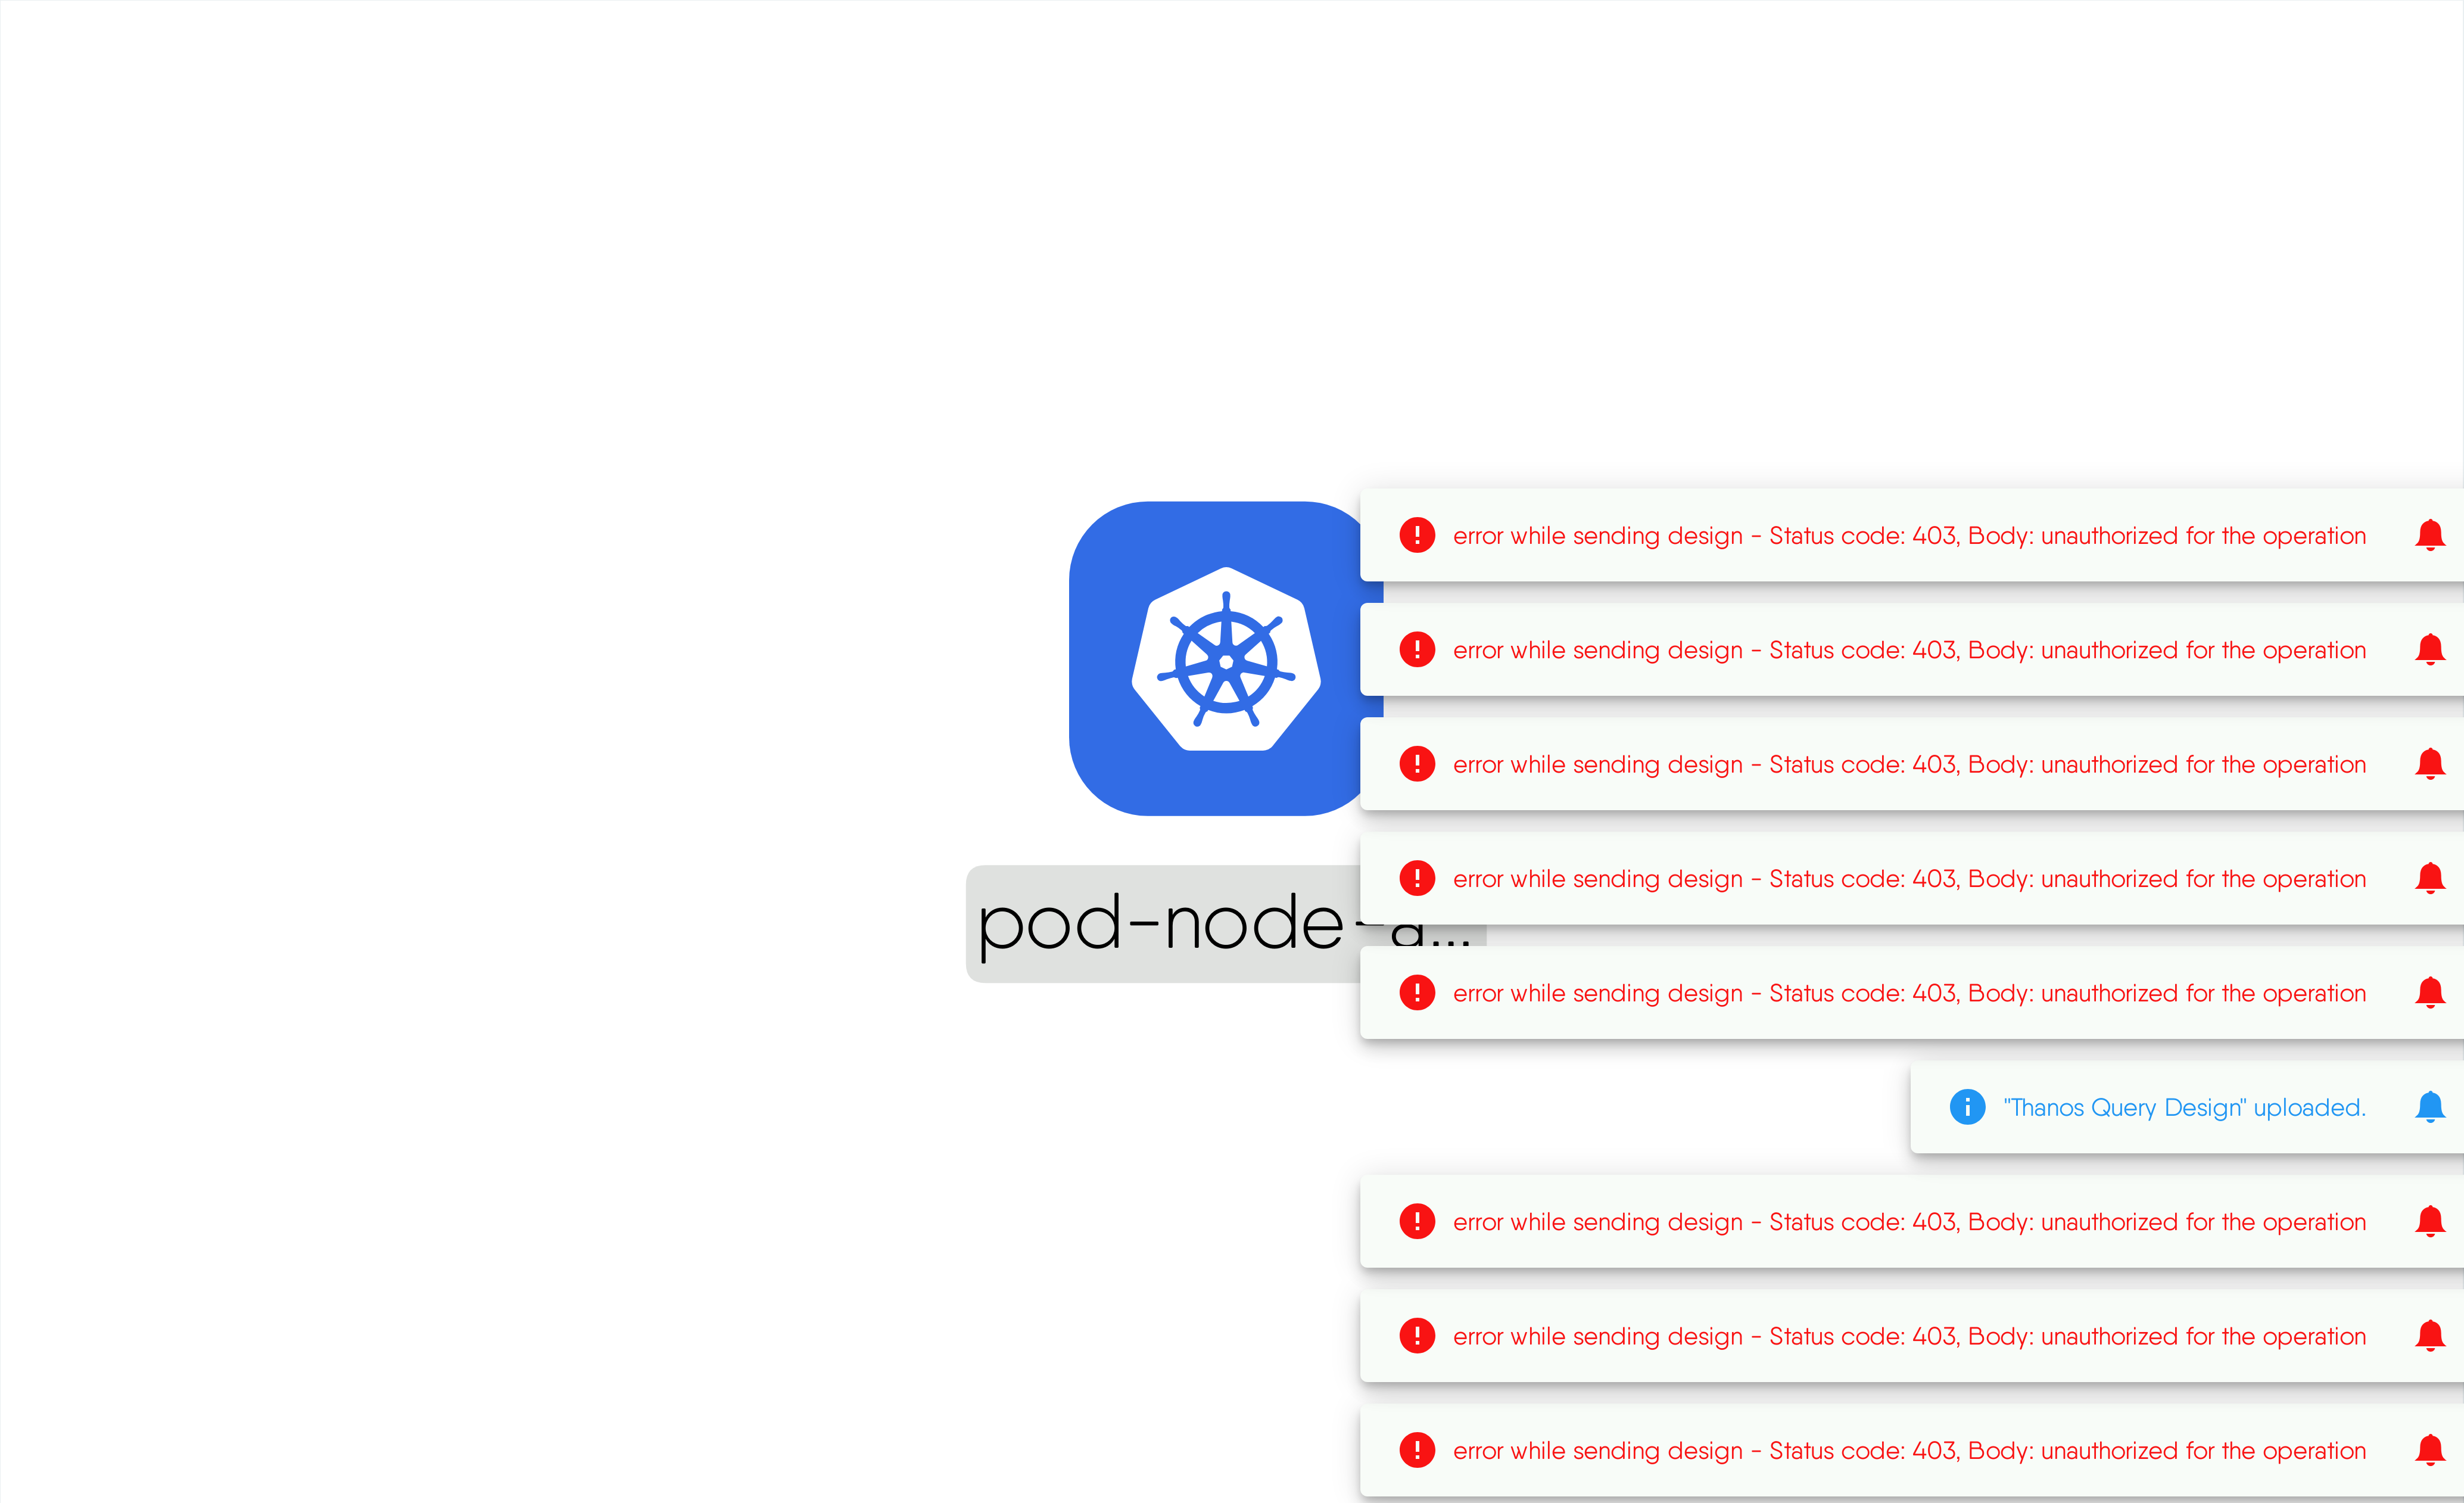 error while sending design - Status code: 403, Body: unauthorized for the operation
error while sending design - Status code: 403, Body: unauthorized for the operation
error while sending design - Status code: 403, Body: unauthorized for the operation
error while sending design - Status code: 403, Body: unauthorized for the operation
pod-node-a...
error while sending design - Status code: 403, Body: unauthorized for the operation
"Thanos Query Design" uploaded.
error while sending design - Status code: 403, Body: unauthorized for the operation
error while sending design - Status code: 403, Body: unauthorized for the operation
error while sending design - Status code: 403, Body: unauthorized for the operation